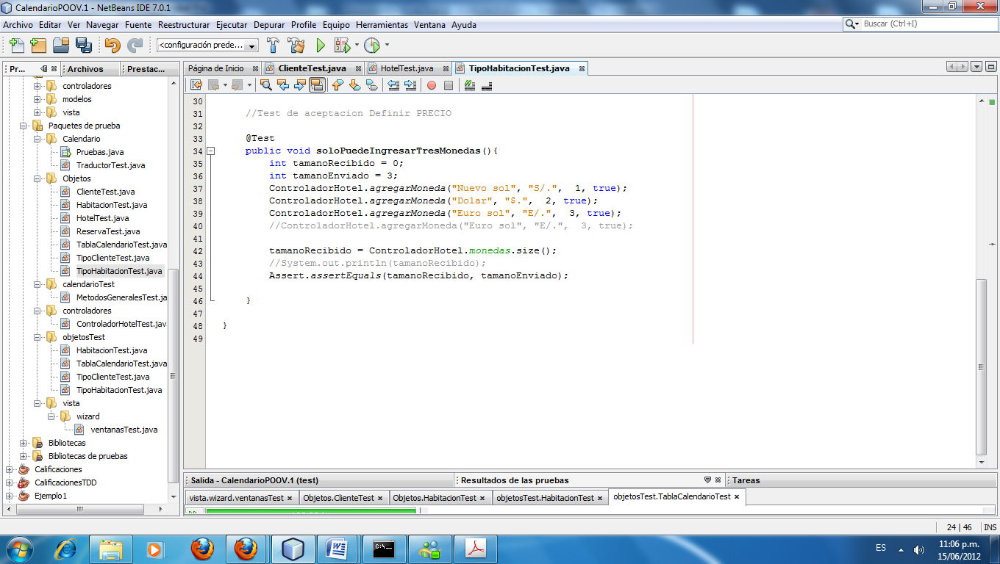 CalendarioPOOV.1 - NetBeans IDE 7.0.1
Archivo Editar Ver Navegar Fuente Reestructurar Ejecutar Depurar Profile Equipo Herramientas Ventana Ayuda
Buscar (Ctrl+I)
<configuración prede...
Pr... Archivos Prestac...
controladores
modelos
vista
Paquetes de prueba
Calendario
Pruebas.java
TraductorTest.java
Objetos
ClienteTest.java
HabitacionTest.java
HotelTest.java
ReservaTest.java
TablaCalendarioTest.java
TipoClienteTest.java
TipoHabitacionTest.java
calendarioTest
MetodosGeneralesTest.ja
controladores
ControladorHotelTest.jav
objetosTest
HabitacionTest.java
TablaCalendarioTest.java
TipoClienteTest.java
TipoHabitacionTest.java
vista
wizard
ventanasTest.java
Bibliotecas
Bibliotecas de pruebas
Calificaciones
CalificacionesTDD
Ejemplo1
Página de Inicio ClienteTest.java HotelTest.java TipoHabitacionTest.java
30
31 //Test de aceptacion Definir PRECIO
32
33 @Test
34 public void soloPuedeIngresarTresMonedas(){
35 int tamanoRecibido = 0;
36 int tamanoEnviado = 3;
37 ControladorHotel.agregarMoneda("Nuevo sol", "S/.", 1, true);
38 ControladorHotel.agregarMoneda("Dolar", "$.", 2, true);
39 ControladorHotel.agregarMoneda("Euro sol", "E/.", 3, true);
40 //ControladorHotel.agregarMoneda("Euro sol", "E/.", 3, true);
41
42 tamanoRecibido = ControladorHotel.monedas.size();
43 //System.out.println(tamanoRecibido);
44 Assert.assertEquals(tamanoRecibido, tamanoEnviado);
45
46 }
47
48 }
49
Salida - CalendarioPOOV.1 (test) Resultados de las pruebas Tareas
vista.wizard.ventanasTest Objetos.ClienteTest Objetos.HabitacionTest objetosTest.HabitacionTest objetosTest.TablaCalendarioTest
24 | 46 INS
ES
11:06 p.m.
15/06/2012